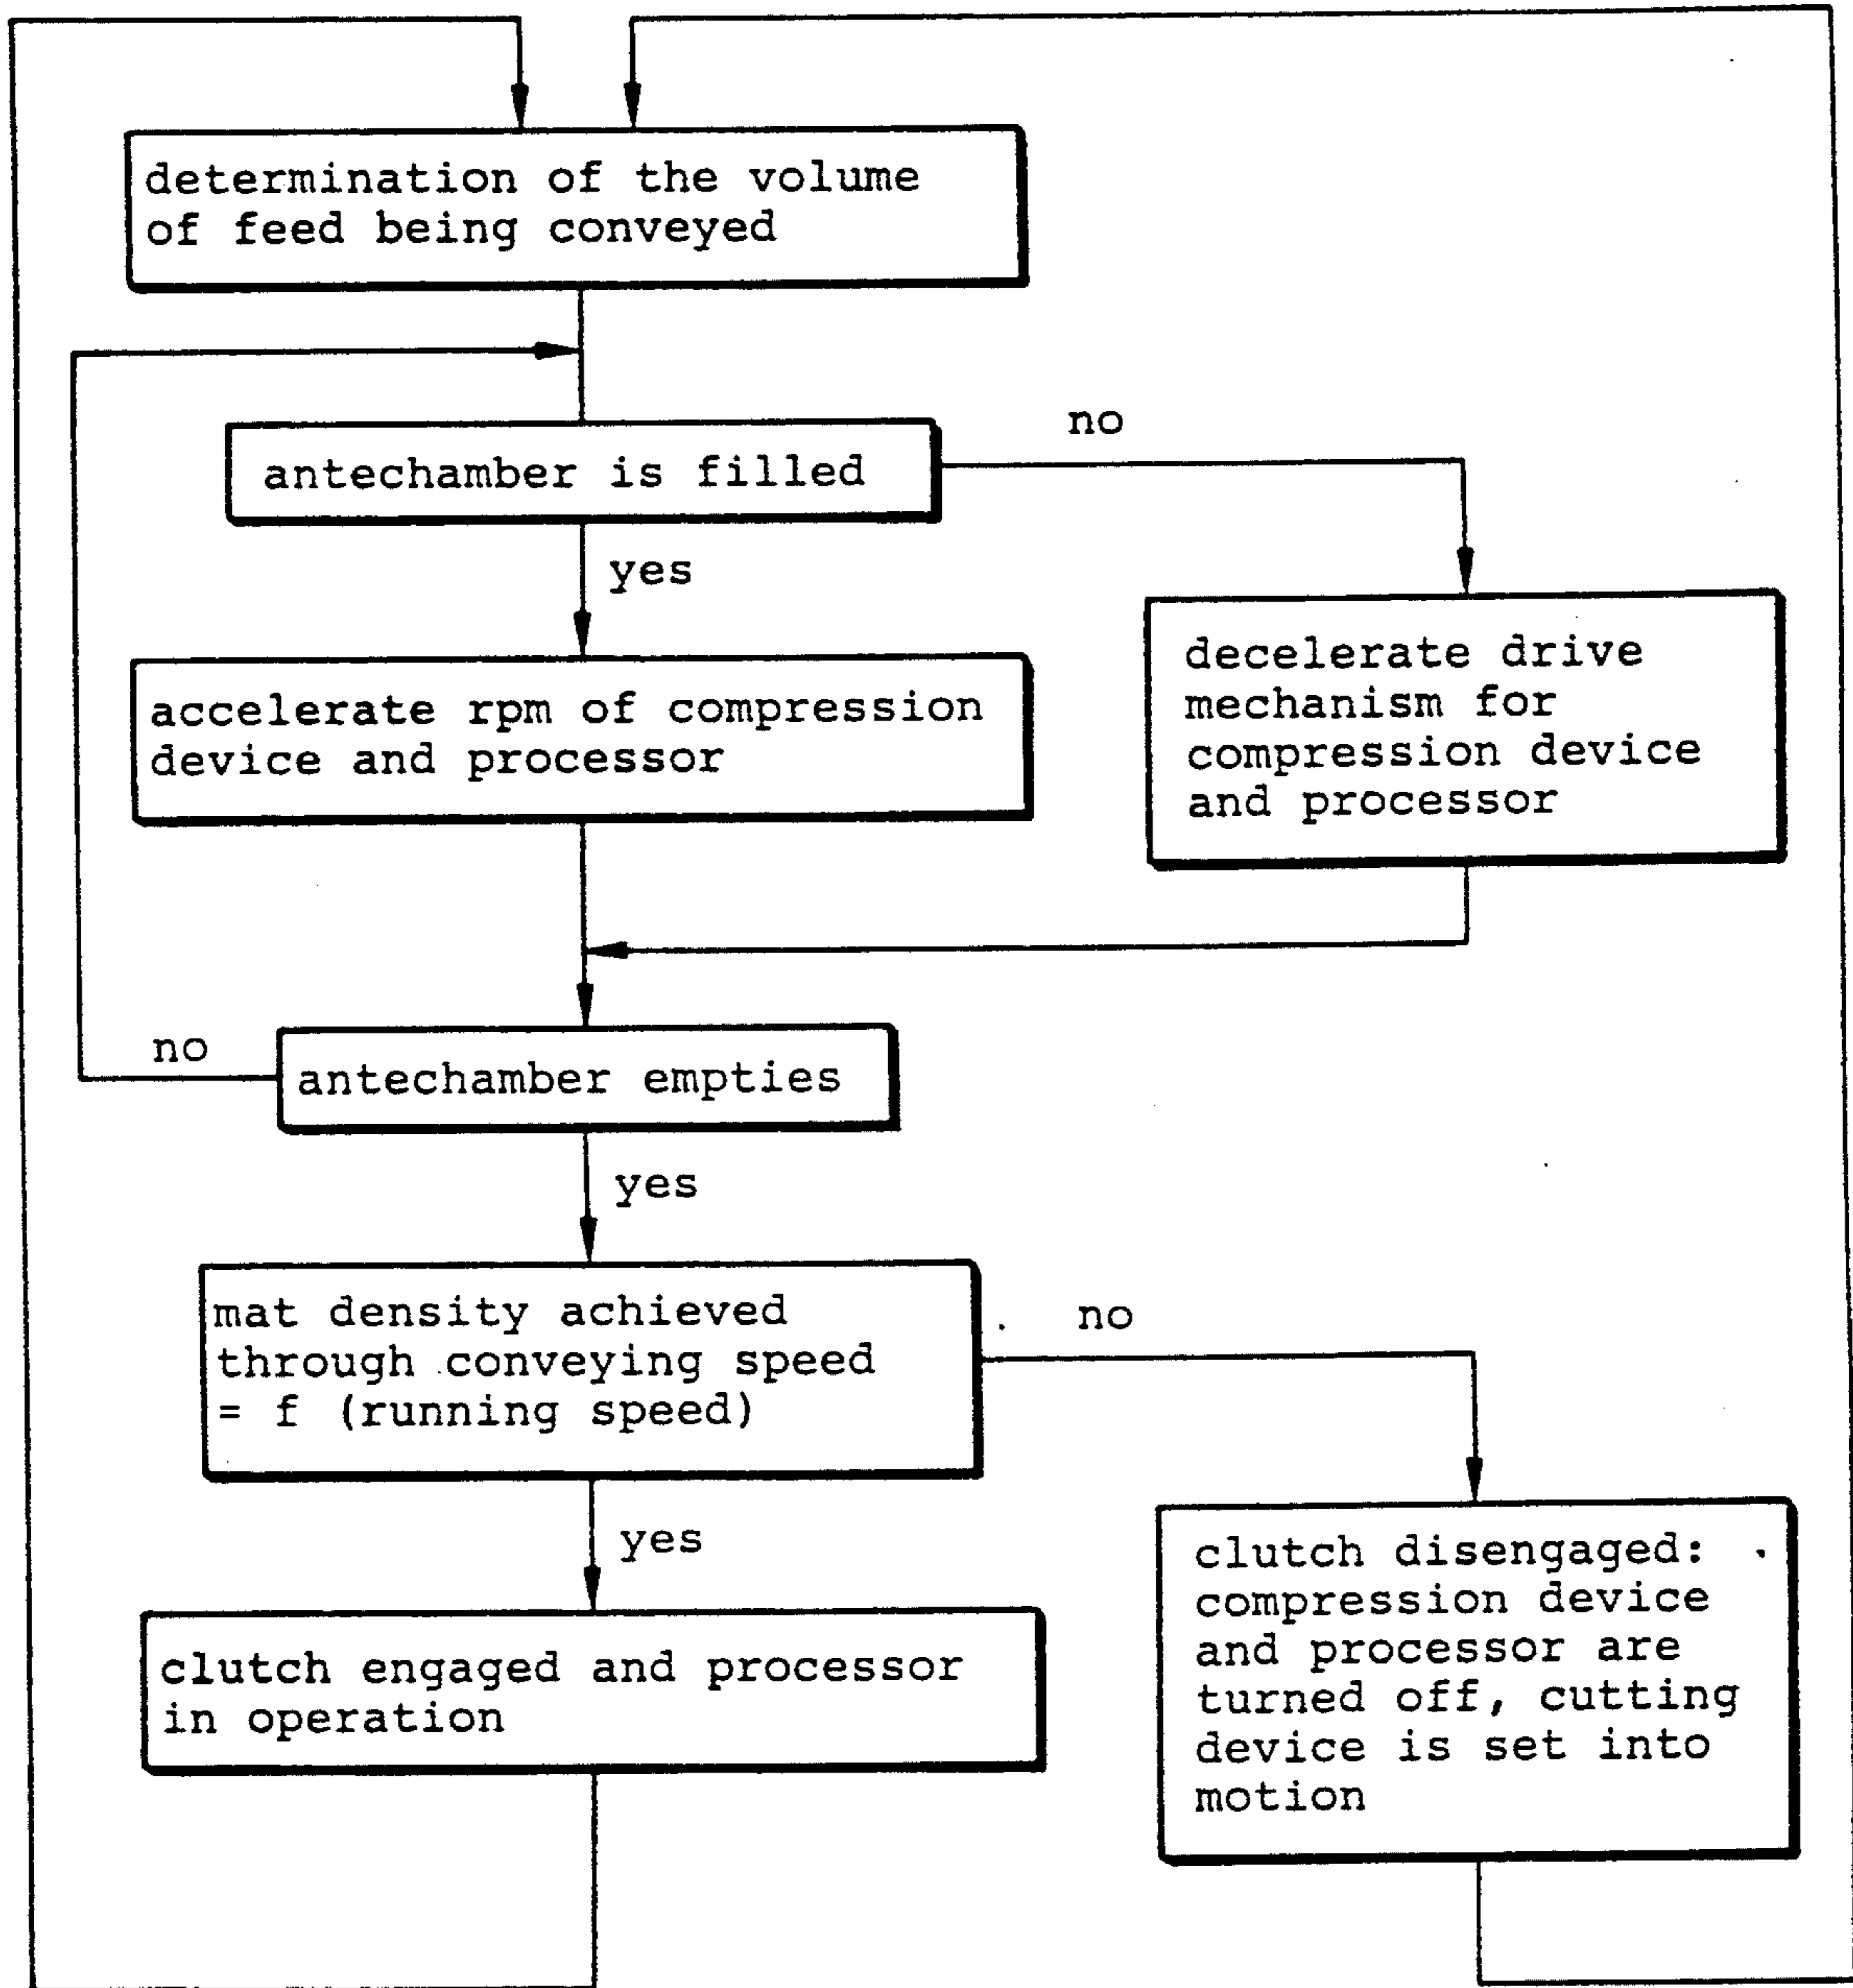 determination of the volume
of feed being conveyed
antechamber is filled
no
yes
accelerate rpm of compression
device and processor
decelerate drive
mechanism for
compression device
and processor
no
antechamber empties
yes
mat density achieved
through conveying speed
= f (running speed)
no
yes
clutch engaged and processor
in operation
clutch disengaged:
compression device
and processor are
turned off, cutting
device is set into
motion